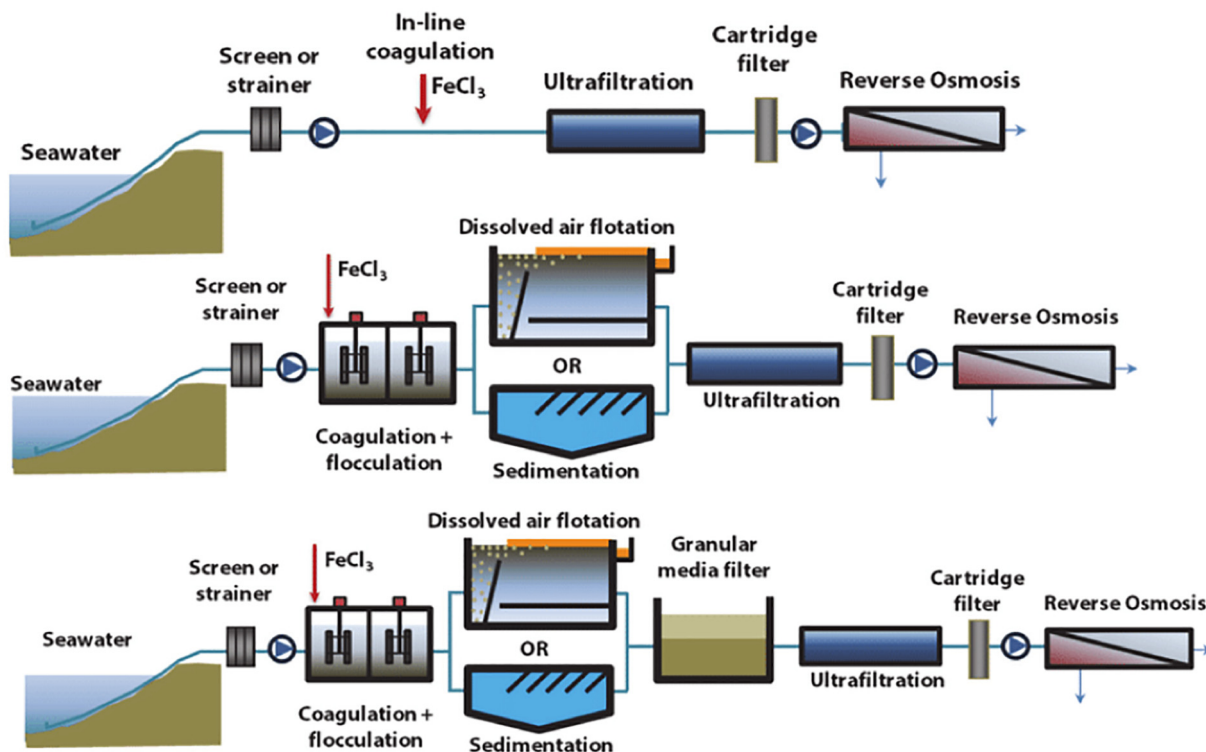 In-line
coagulation
FeCl₃
Screen or
strainer
Seawater
Ultrafiltration
Cartridge
filter
Reverse Osmosis
Dissolved air flotation
FeCl₃
Screen or
strainer
Seawater
OR
Coagulation +
flocculation
Sedimentation
Ultrafiltration
Cartridge
filter
Reverse Osmosis
Dissolved air flotation
Granular
media filter
FeCl₃
Screen or
strainer
Seawater
OR
Coagulation +
flocculation
Sedimentation
Ultrafiltration
Cartridge
filter
Reverse Osmosis